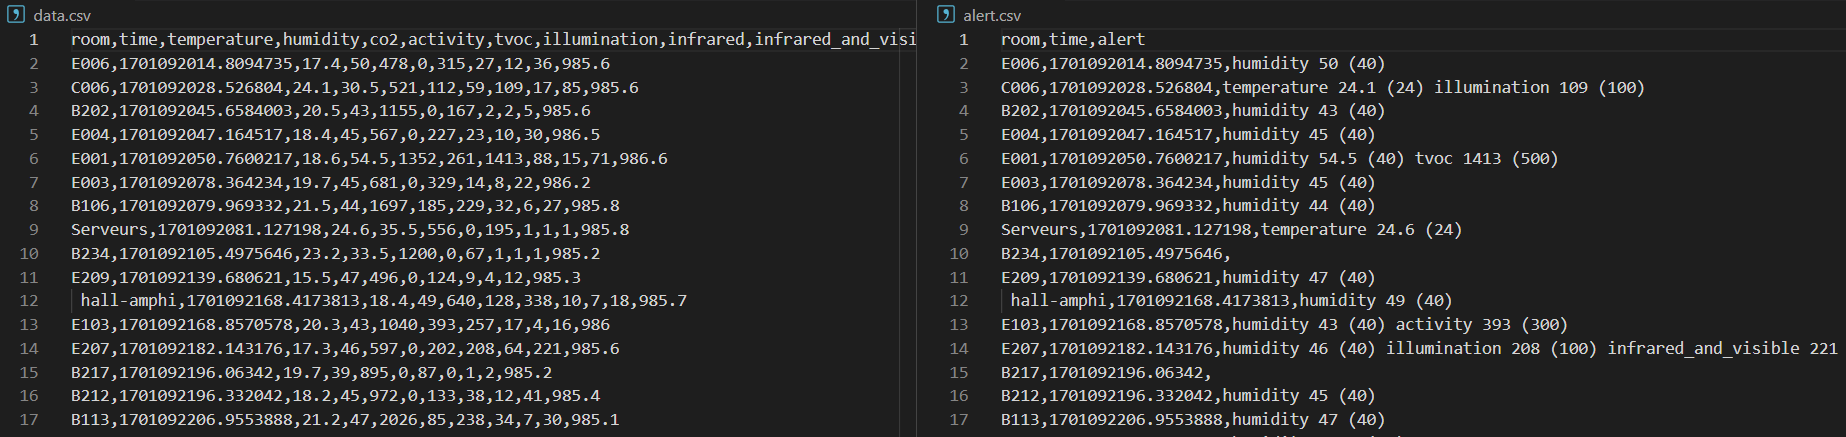 data.csv
1 room,time,temperature,humidity,co2,activity,tvoc,illumination,infrared,infrared_and_visi
2 E006,1701092014.8094735,17.4,50,478,0,315,27,12,36,985.6
3 C006,1701092028.526804,24.1,30.5,521,112,59,109,17,85,985.6
4 B202,1701092045.6584003,20.5,43,1155,0,167,2,2,5,985.6
5 E004,1701092047.164517,18.4,45,567,0,227,23,10,30,986.5
6 E001,1701092050.7600217,18.6,54.5,1352,261,1413,88,15,71,986.6
7 E003,1701092078.364234,19.7,45,681,0,329,14,8,22,986.2
8 B106,1701092079.969332,21.5,44,1697,185,229,32,6,27,985.8
9 Serveurs,1701092081.127198,24.6,35.5,556,0,195,1,1,1,985.8
10 B234,1701092105.4975646,23.2,33.5,1200,0,67,1,1,1,985.2
11 E209,1701092139.680621,15.5,47,496,0,124,9,4,12,985.3
12 hall-amphi,1701092168.4173813,18.4,49,640,128,338,10,7,18,985.7
13 E103,1701092168.8570578,20.3,43,1040,393,257,17,4,16,986
14 E207,1701092182.143176,17.3,46,597,0,202,208,64,221,985.6
15 B217,1701092196.06342,19.7,39,895,0,87,0,1,2,985.2
16 B212,1701092196.332042,18.2,45,972,0,133,38,12,41,985.4
17 B113,1701092206.9553888,21.2,47,2026,85,238,34,7,30,985.1
alert.csv
1 room,time,alert
2 E006,1701092014.8094735,humidity 50 (40)
3 C006,1701092028.526804,temperature 24.1 (24) illumination 109 (100)
4 B202,1701092045.6584003,humidity 43 (40)
5 E004,1701092047.164517,humidity 45 (40)
6 E001,1701092050.7600217,humidity 54.5 (40) tvoc 1413 (500)
7 E003,1701092078.364234,humidity 45 (40)
8 B106,1701092079.969332,humidity 44 (40)
9 Serveurs,1701092081.127198,temperature 24.6 (24)
10 B234,1701092105.4975646,
11 E209,1701092139.680621,humidity 47 (40)
12 hall-amphi,1701092168.4173813,humidity 49 (40)
13 E103,1701092168.8570578,humidity 43 (40) activity 393 (300)
14 E207,1701092182.143176,humidity 46 (40) illumination 208 (100) infrared_and_visible 221
15 B217,1701092196.06342,
16 B212,1701092196.332042,humidity 45 (40)
17 B113,1701092206.9553888,humidity 47 (40)